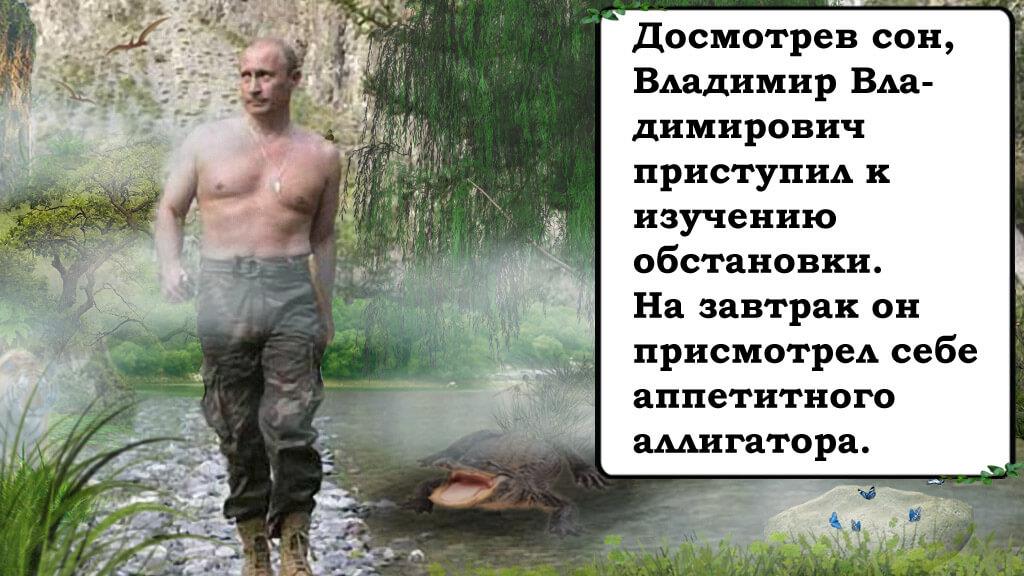 Досмотрев сон,
Владимир Вла-
димирович
приступил к
изучению
обстановки.
На завтрак он
присмотрел себе
аппетитного
аллигатора.